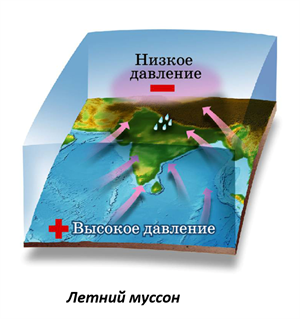 Низкое
давление
Высокое давление
Летний муссон